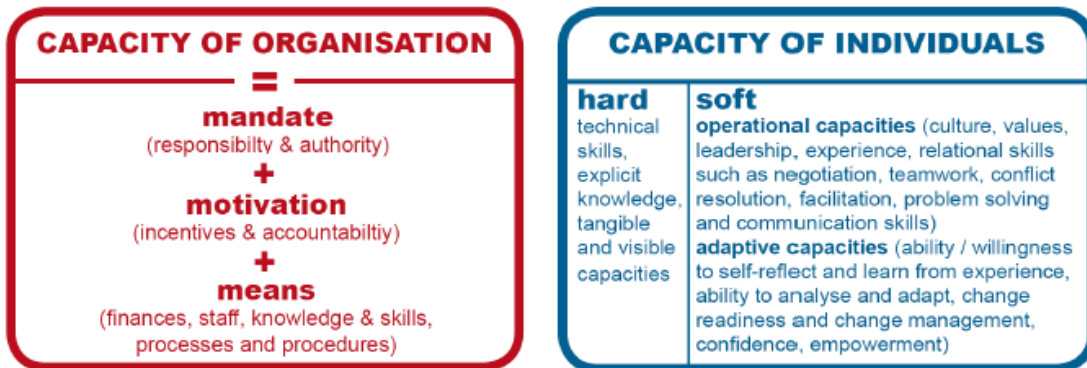 CAPACITY OF ORGANISATION
=
mandate
(responsibilty & authority)
+
motivation
(incentives & accountabiltiy)
+
means
(finances, staff, knowledge & skills,
processes and procedures)
CAPACITY OF INDIVIDUALS
hard
technical
skills,
explicit
knowledge,
tangible
and visible
capacities
soft
operational capacities (culture, values,
leadership, experience, relational skills
such as negotiation, teamwork, conflict
resolution, facilitation, problem solving
and communication skills)
adaptive capacities (ability / willingness
to self-reflect and learn from experience,
ability to analyse and adapt, change
readiness and change management,
confidence, empowerment)